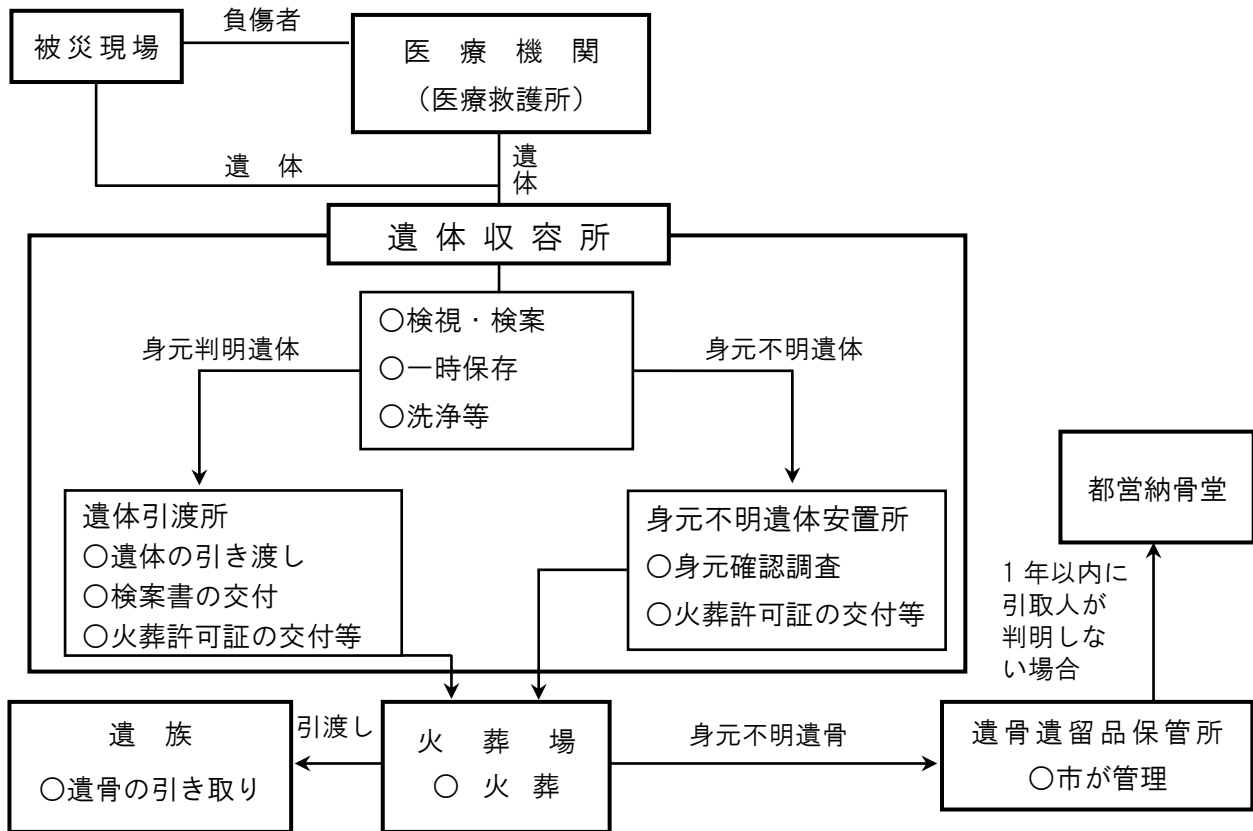 負傷者
被災現場
医療機関
（医療救護所）
遺体
遺体
遺体収容所
○検視・検案
○一時保存
○洗浄等
身元判明遺体
身元不明遺体
遺体引渡所
○遺体の引き渡し
○検案書の交付
○火葬許可証の交付等
身元不明遺体安置所
○身元確認調査
○火葬許可証の交付等
都営納骨堂
1年以内に
引取人が
判明しな
い場合
遺族
○遺骨の引き取り
引渡し
火葬場
○火葬
身元不明遺骨
遺骨遺留品保管所
○市が管理